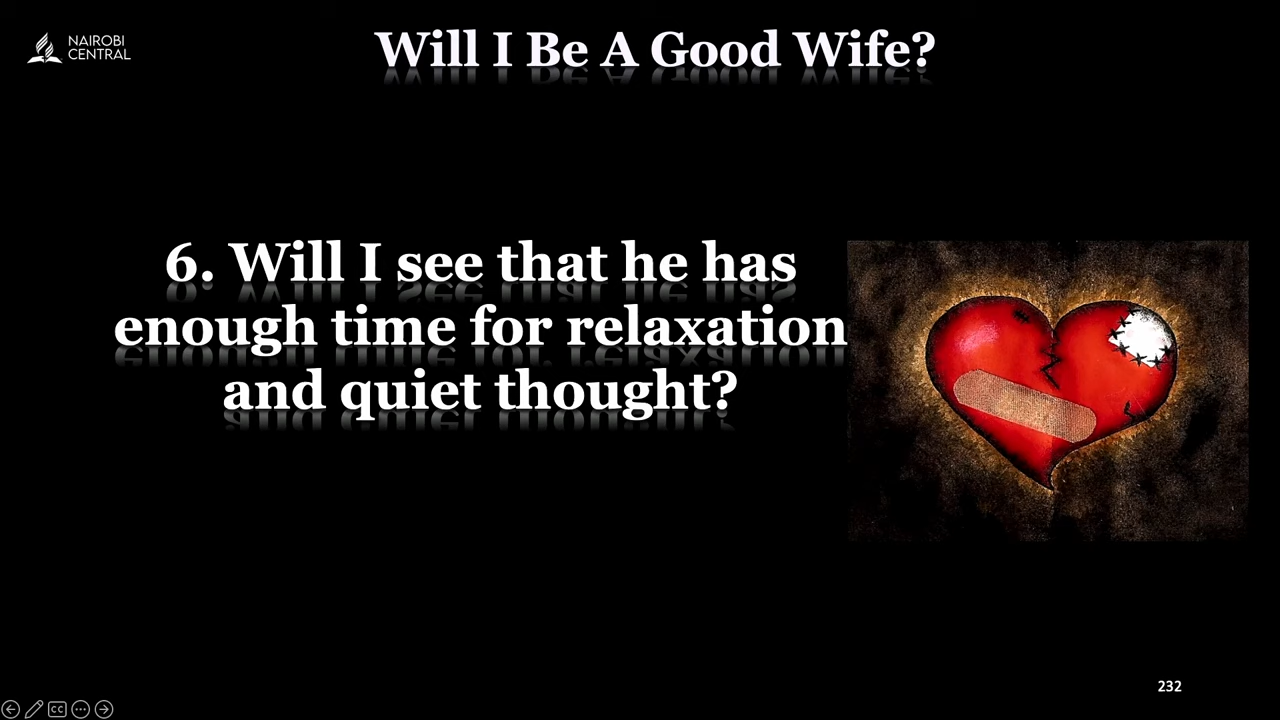 NAIROBI
CENTRAL
Will I Be A Good Wife?
6. Will I see that he has
enough time for relaxation
and quiet thought?
232
CC